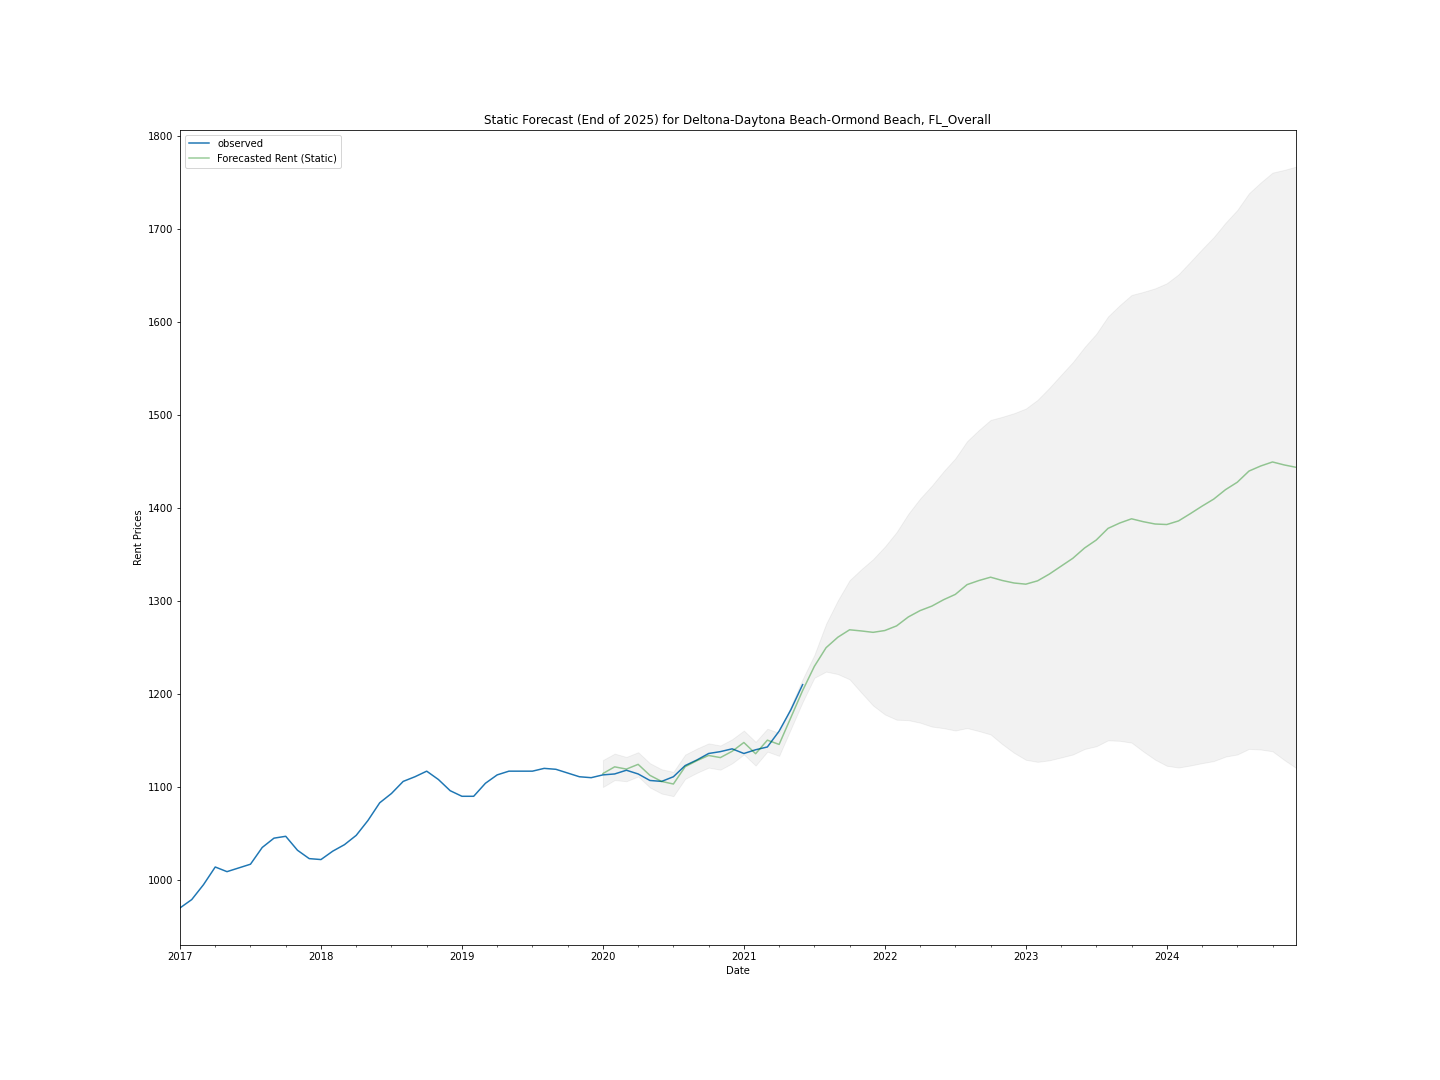 Static Forecast (End of 2025) for Deltona-Daytona Beach-Ormond Beach, FL_Overall
observed
Forecasted Rent (Static)
1800
1700
1600
1500
1400
1300
1200
1100
1000
Rent Prices
2017 2018 2019 2020 2021 2022 2023 2024
Date